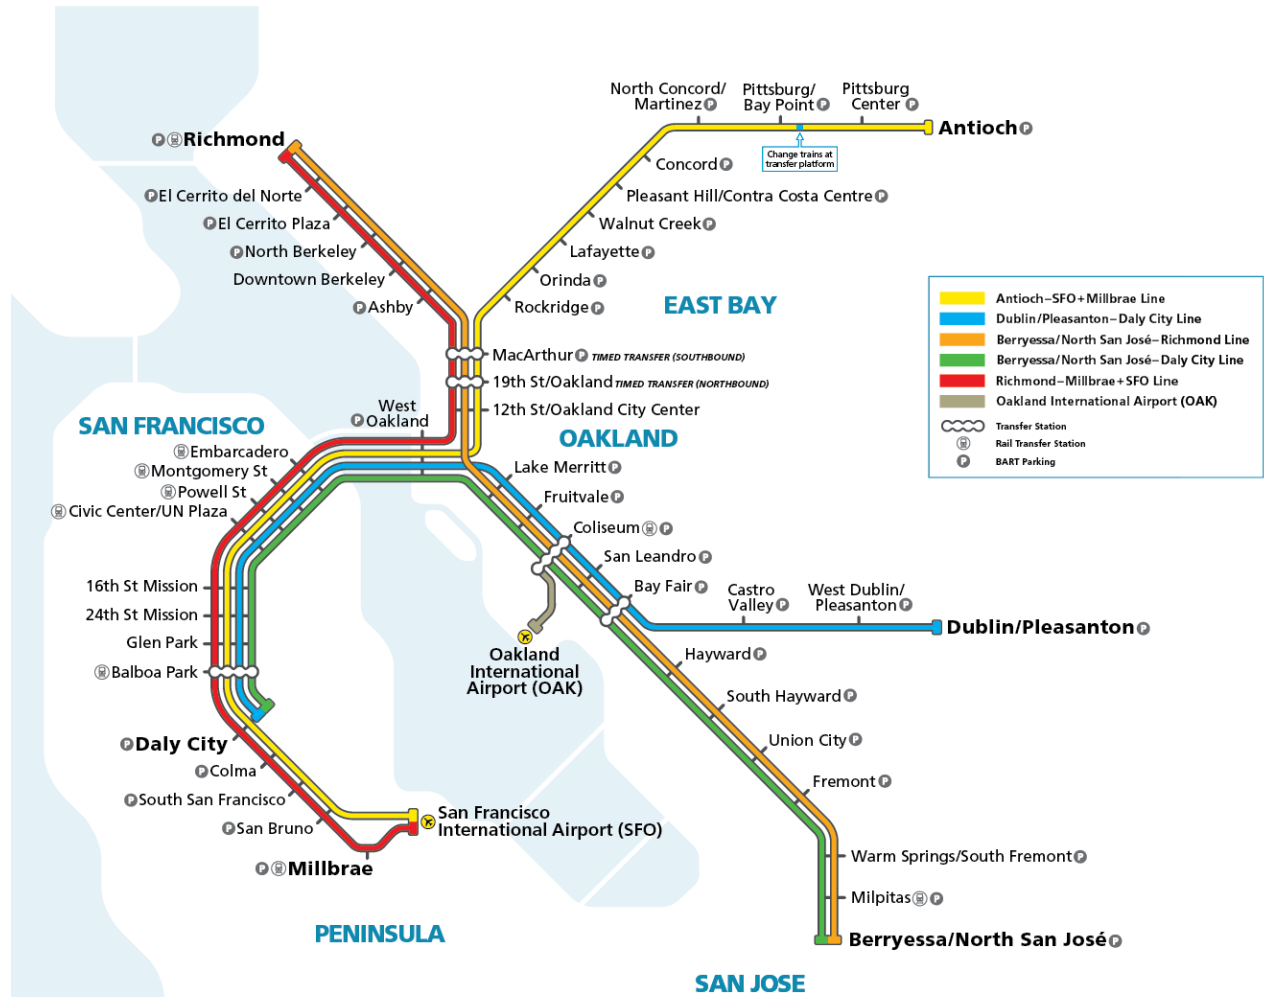 North Concord/
Martinez P
Pittsburg/
Bay Point P
Pittsburg
Center P
Antioch P
Change trains at
transfer platform
P Richmond
Concord P
P El Cerrito del Norte
Pleasant Hill/Contra Costa Centre P
P El Cerrito Plaza
Walnut Creek P
P North Berkeley
Lafayette P
Downtown Berkeley
Orinda P
P Ashby
Rockridge P
EAST BAY
Antioch–SFO+Millbrae Line
Dublin/Pleasanton–Daly City Line
Berryessa/North San José–Richmond Line
Berryessa/North San José–Daly City Line
Richmond–Millbrae+SFO Line
Oakland International Airport (OAK)
Transfer Station
Rail Transfer Station
P BART Parking
MacArthur P TIMED TRANSFER (SOUTHBOUND)
19th St/Oakland TIMED TRANSFER (NORTHBOUND)
12th St/Oakland City Center
West
P Oakland
SAN FRANCISCO
OAKLAND
Embarcadero
Montgomery St
Powell St
Civic Center/UN Plaza
Lake Merritt P
Fruitvale P
Coliseum P
San Leandro P
Bay Fair P
Castro
Valley P
West Dublin/
Pleasanton P
Dublin/Pleasanton P
16th St Mission
24th St Mission
Glen Park
Balboa Park
Oakland
International
Airport (OAK)
Hayward P
South Hayward P
Union City P
Fremont P
P Daly City
P Colma
P South San Francisco
P San Bruno
San Francisco
International Airport (SFO)
P Millbrae
Warm Springs/South Fremont P
Milpitas P
Berryessa/North San José P
PENINSULA
SAN JOSE